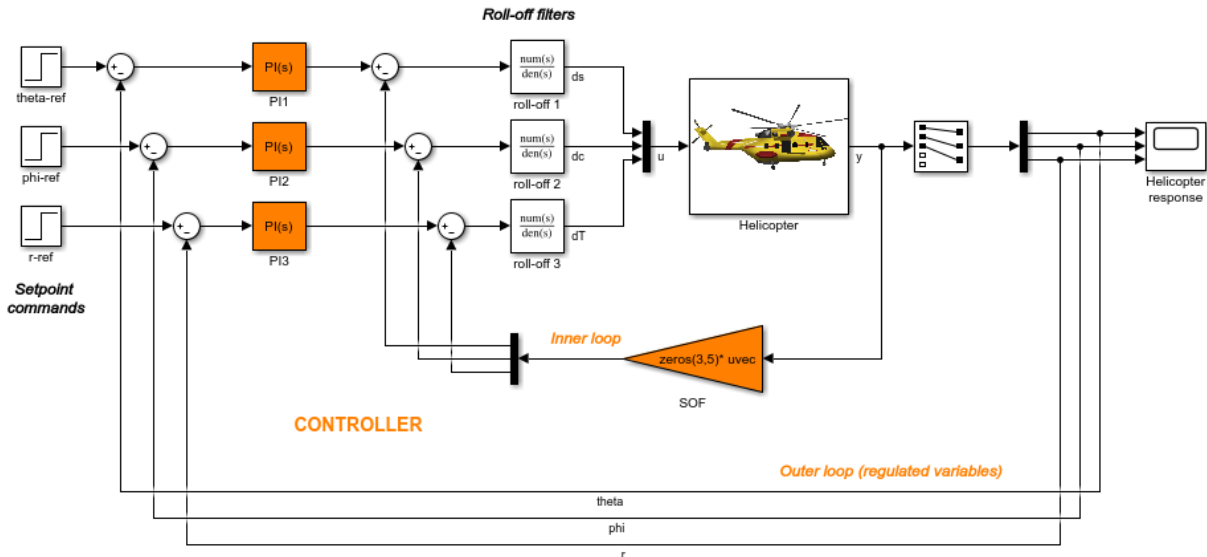 Roll-off filters
+
−
PI(s)
+
−
num(s)
den(s)
ds
theta-ref
PI1
roll-off 1
+
−
PI(s)
+
−
num(s)
den(s)
dc
u
y
phi-ref
PI2
roll-off 2
Helicopter
response
+
−
PI(s)
+
−
num(s)
den(s)
dT
Helicopter
r-ref
PI3
roll-off 3
Setpoint
commands
Inner loop
zeros(3,5)* uvec
SOF
CONTROLLER
Outer loop (regulated variables)
theta
phi
r